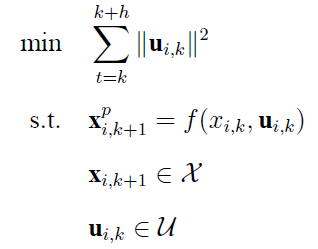 min ∑_{t=k}^{k+h} ‖𝐮_{i,k}‖²
s.t. 𝐱^p_{i,k+1} = f(x_{i,k}, 𝐮_{i,k})
𝐱_{i,k+1} ∈ 𝒳
𝐮_{i,k} ∈ 𝒰